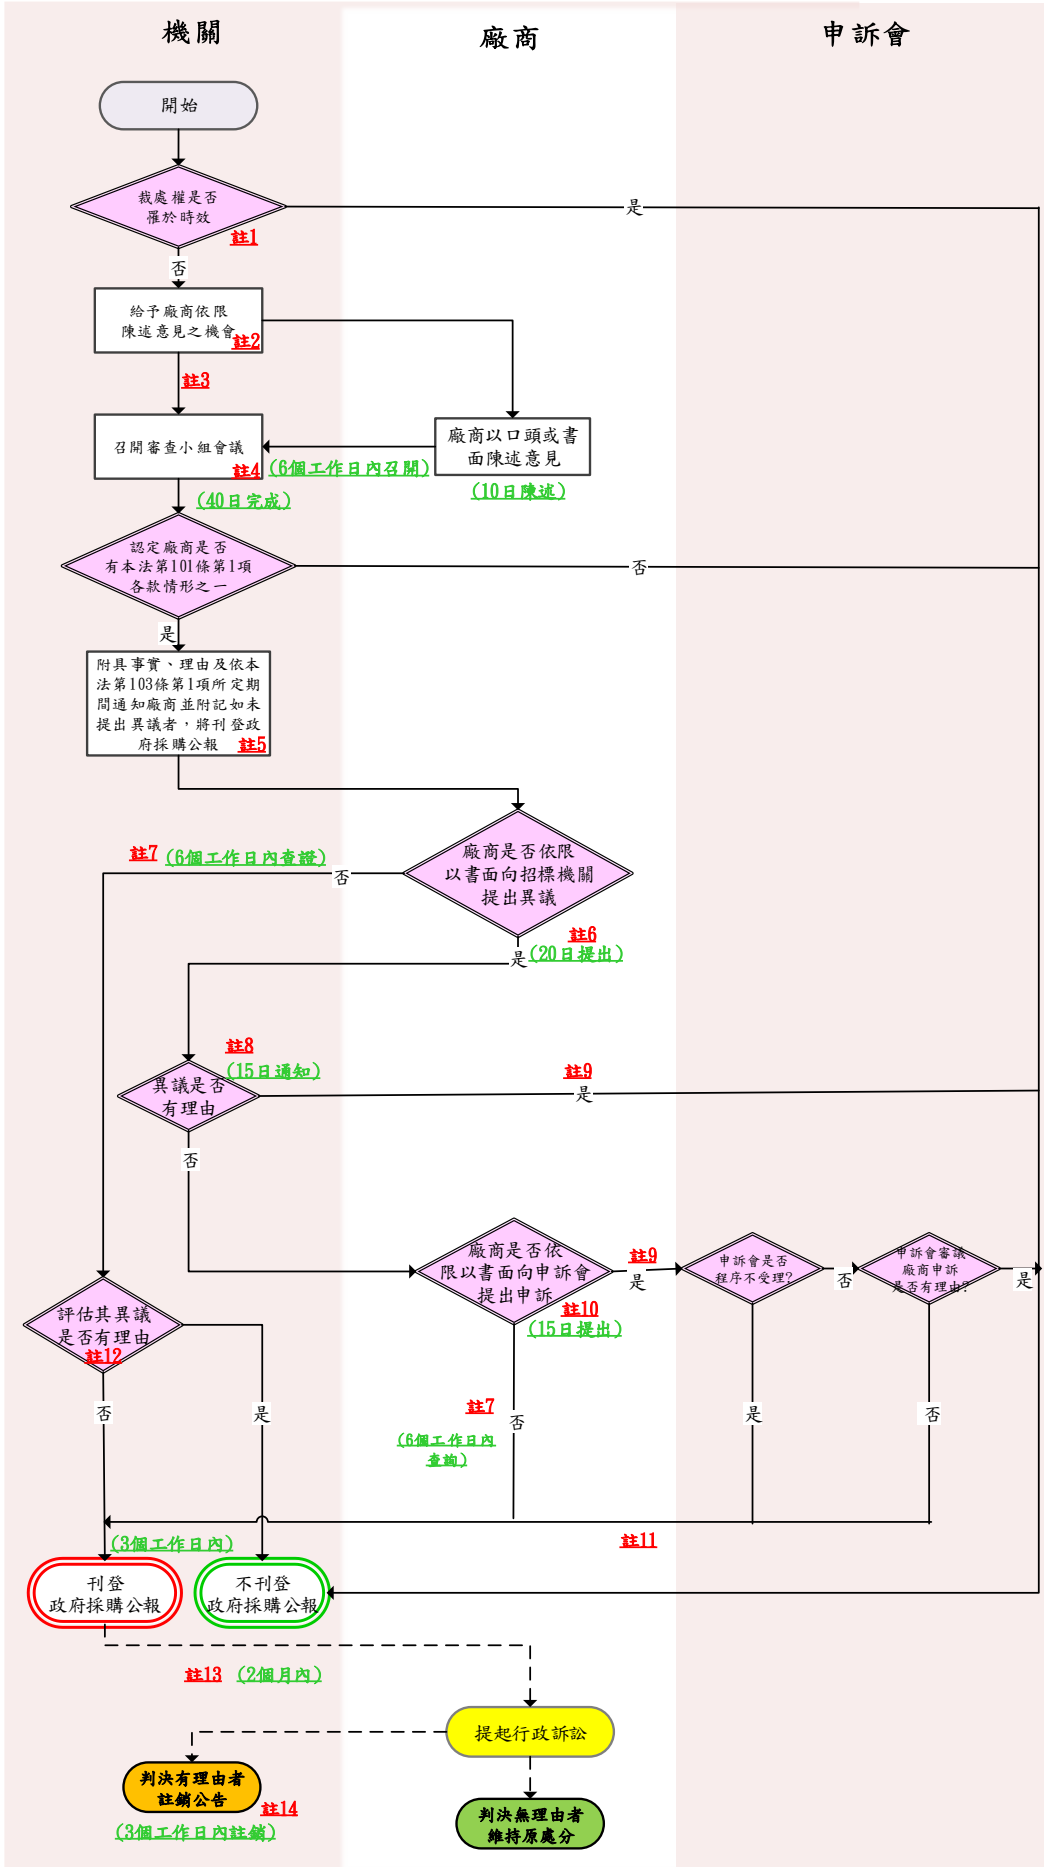 機關
廠商
申訴會
開始
裁處權是否
罹於時效
註1
是
否
給予廠商依限
陳述意見之機會
註2
註3
召開審查小組會議
註4
(6個工作日內召開)
廠商以口頭或書
面陳述意見
(10日陳述)
(40日完成)
認定廠商是否
有本法第101條第1項
各款情形之一
否
是
附具事實、理由及依本
法第103條第1項所定期
間通知廠商並附記如未
提出異議者，將刊登政
府採購公報
註5
註7
(6個工作日內查證)
否
廠商是否依限
以書面向招標機關
提出異議
註6
是
(20日提出)
註8
(15日通知)
異議是否
有理由
註9
是
否
廠商是否依
限以書面向申訴會
提出申訴
註10
(15日提出)
註9
是
申訴會是否
程序不受理?
否
申訴會審議
廠商申訴
是否有理由?
是
評估其異議
是否有理由
註12
否
是
註7
(6個工作日內
查詢)
否
是
否
註11
(3個工作日內)
刊登
政府採購公報
不刊登
政府採購公報
註13
(2個月內)
提起行政訴訟
判決有理由者
註銷公告
註14
(3個工作日內註銷)
判決無理由者
維持原處分